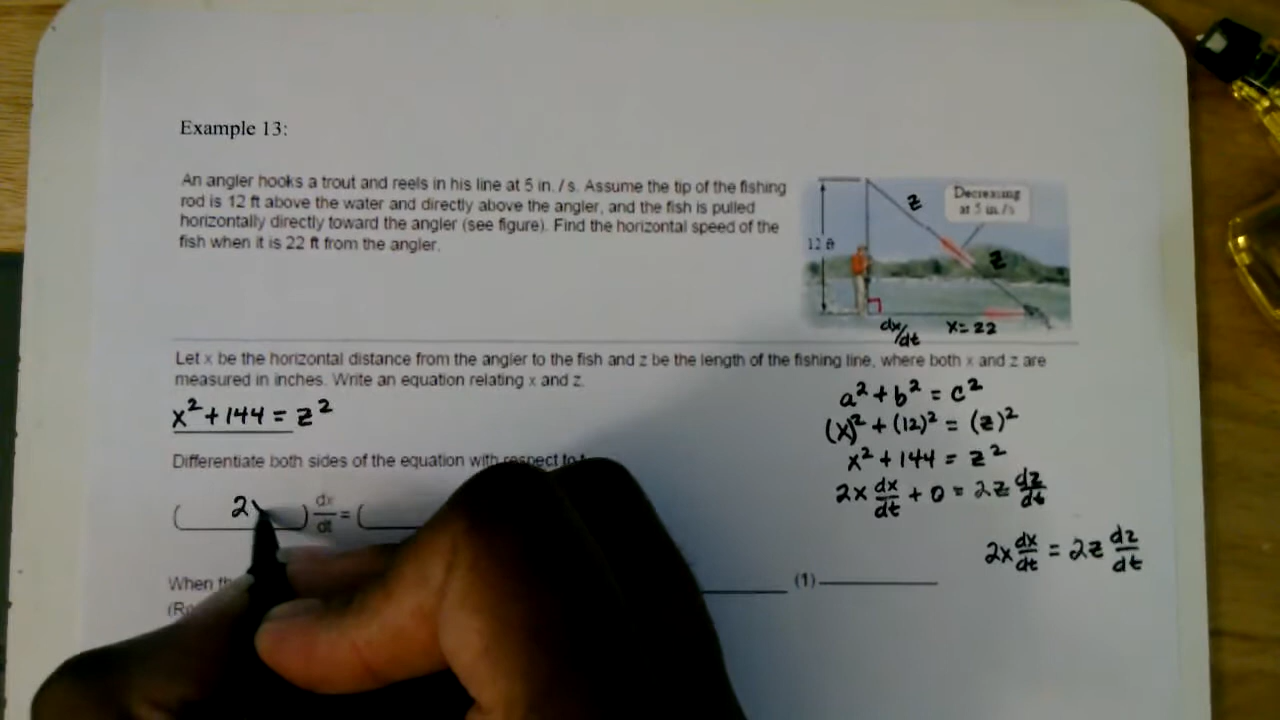 Example 13:
An angler hooks a trout and reels in his line at 5 in. / s. Assume the tip of the fishing
rod is 12 ft above the water and directly above the angler, and the fish is pulled
horizontally directly toward the angler (see figure). Find the horizontal speed of the
fish when it is 22 ft from the angler.
Decreasing
at 5 in./s
z
12 ft
z
dx/dt x=22
Let x be the horizontal distance from the angler to the fish and z be the length of the fishing line, where both x and z are
measured in inches. Write an equation relating x and z.
x² + 144 = z²
a² + b² = c²
(x)² + (12)² = (z)²
x² + 144 = z²
2x dx/dt + 0 = 2z dz/dt
2x dx/dt = 2z dz/dt
Differentiate both sides of the equation with respect to
( 2x ) dx/dt = (
When
(1)